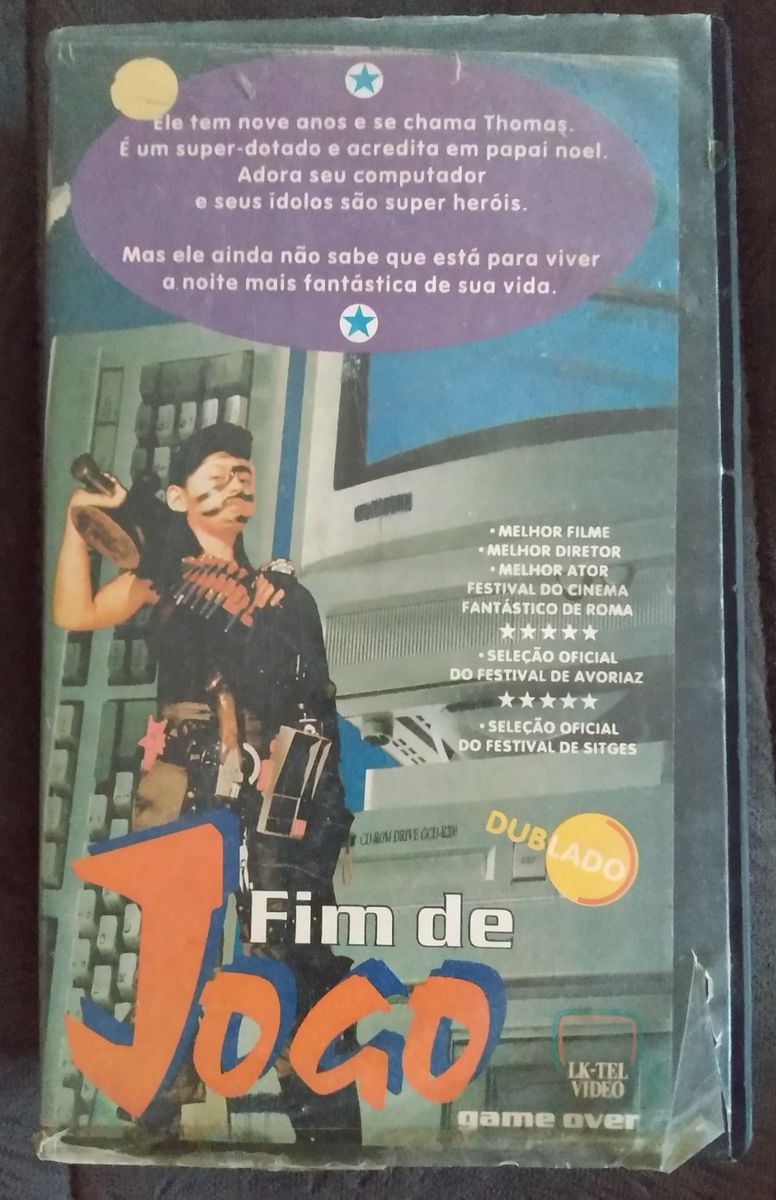 Ele tem nove anos e se chama Thomas.
É um super-dotado e acredita em papai noel.
Adora seu computador
e seus ídolos são super heróis.
Mas ele ainda não sabe que está para viver
a noite mais fantástica de sua vida.
• MELHOR FILME
• MELHOR DIRETOR
• MELHOR ATOR
FESTIVAL DO CINEMA
FANTÁSTICO DE ROMA
★★★★★
• SELEÇÃO OFICIAL
DO FESTIVAL DE AVORIAZ
★★★★★
• SELEÇÃO OFICIAL
DO FESTIVAL DE SITGES
CD-ROM DRIVE
DUBLADO
Fim de
JOGO
LK-TEL
VIDEO
game over